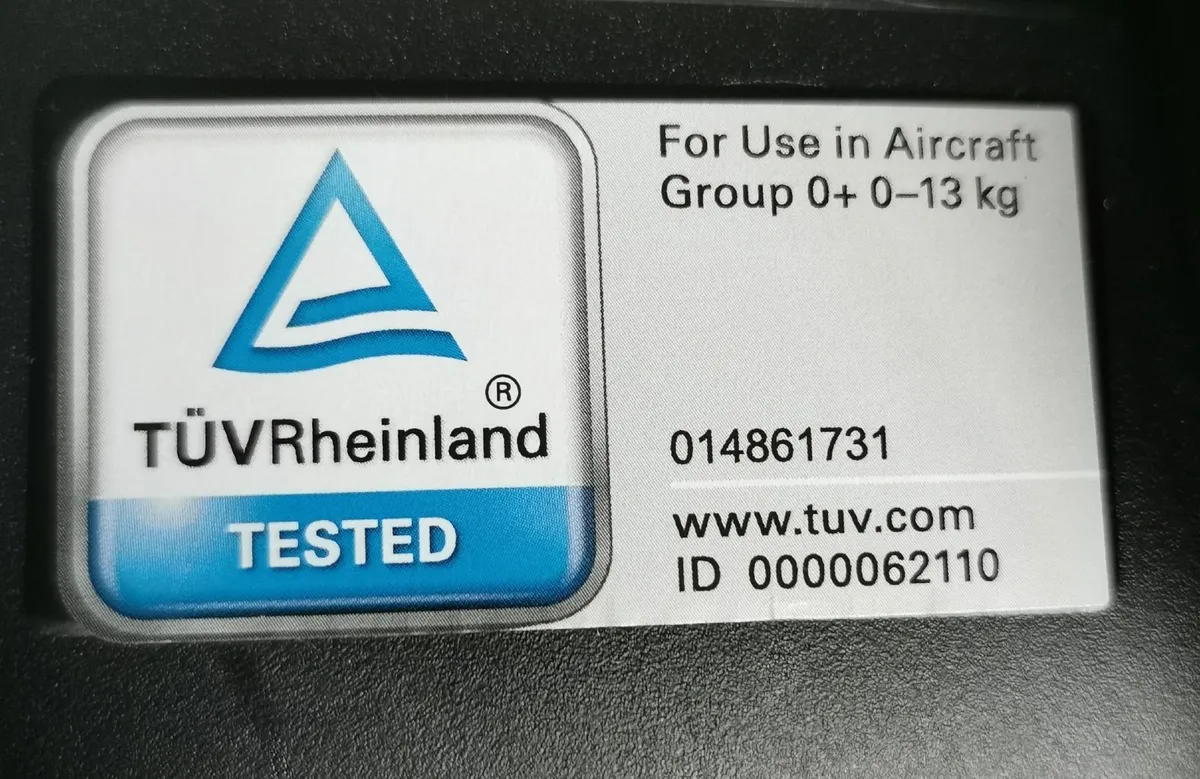 ®
TÜVRheinland
TESTED
For Use in Aircraft
Group 0+ 0–13 kg
014861731
www.tuv.com
ID 0000062110